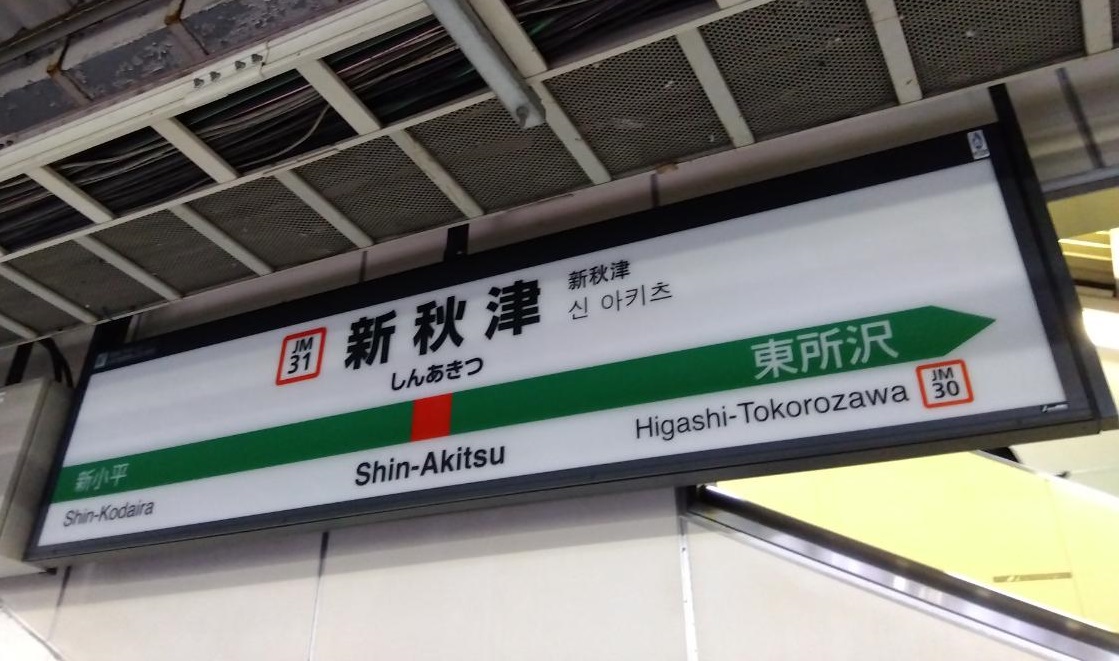 JM
31
新秋津
新秋津
신 아키츠
しんあきつ
東所沢
JM
30
Higashi-Tokorozawa
新小平
Shin-Akitsu
Shin-Kodaira